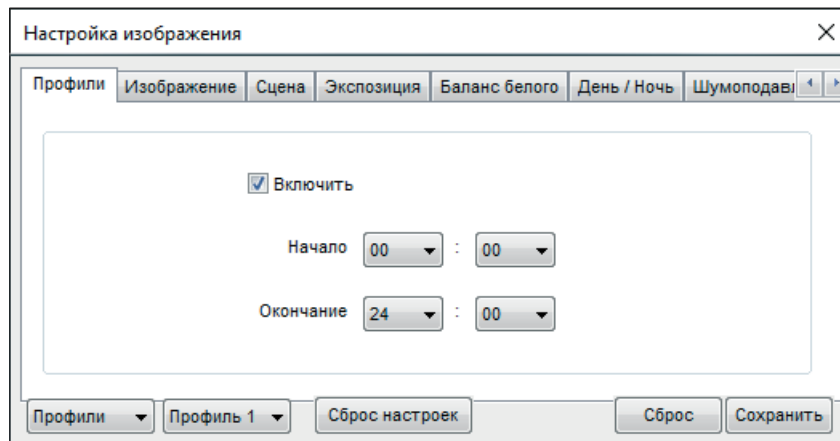 Настройка изображения
Профили Изображение Сцена Экспозиция Баланс белого День / Ночь Шумоподавл
Включить
Начало 00 : 00
Окончание 24 : 00
Профили Профиль 1 Сброс настроек Сброс Сохранить